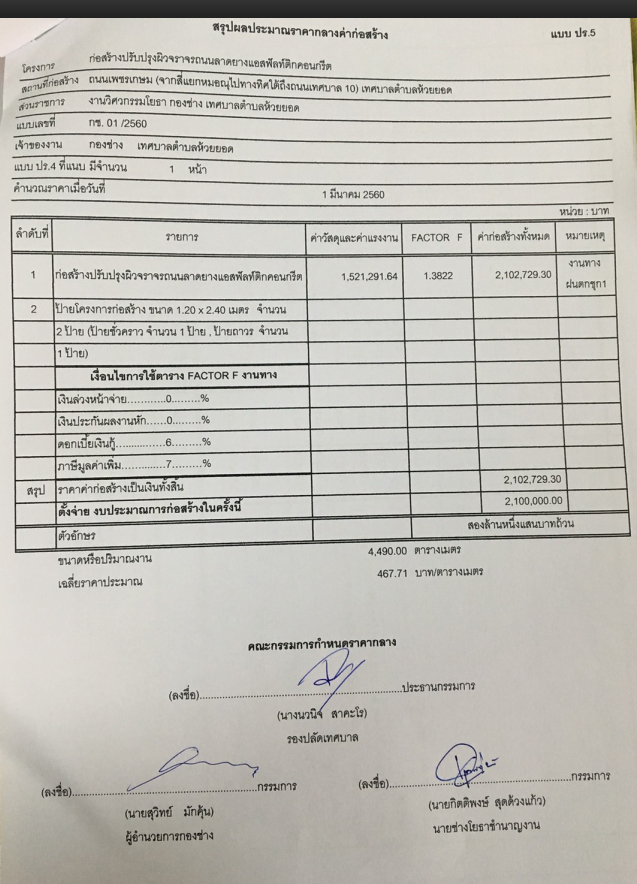 สรุปผลประมาณราคากลางค่าก่อสร้าง
แบบ ปร.5
โครงการ ก่อสร้างปรับปรุงผิวจราจรถนนลาดยางแอสฟัลท์ติกคอนกรีต
สถานที่ก่อสร้าง ถนนเพชรเกษม (จากสี่แยกหมอณุไปทางทิศใต้ถึงถนนเทศบาล 10) เทศบาลตำบลห้วยยอด
ส่วนราชการ งานวิศวกรรมโยธา กองช่าง เทศบาลตำบลห้วยยอด
แบบเลขที่ กช. 01 /2560
เจ้าของงาน กองช่าง เทศบาลตำบลห้วยยอด
แบบ ปร.4 ที่แนบ มีจำนวน 1 หน้า
คำนวณราคาเมื่อวันที่ 1 มีนาคม 2560
หน่วย : บาท
ลำดับที่ รายการ ค่าวัสดุและค่าแรงงาน FACTOR F ค่าก่อสร้างทั้งหมด หมายเหตุ
1 ก่อสร้างปรับปรุงผิวจราจรถนนลาดยางแอสฟัลท์ติกคอนกรีต 1,521,291.64 1.3822 2,102,729.30 งานทาง
ฝนตกชุก1
2 ป้ายโครงการก่อสร้าง ขนาด 1.20 x 2.40 เมตร จำนวน
2 ป้าย (ป้ายชั่วคราว จำนวน 1 ป้าย , ป้ายถาวร จำนวน
1 ป้าย)
เงื่อนไขการใช้ตาราง FACTOR F งานทาง
เงินล่วงหน้าจ่าย............0.........%
เงินประกันผลงานหัก......0.........%
ดอกเบี้ยเงินกู้...............6.........%
ภาษีมูลค่าเพิ่ม.............7.........%
สรุป ราคาค่าก่อสร้างเป็นเงินทั้งสิ้น 2,102,729.30
ตั้งจ่าย งบประมาณการก่อสร้างในครั้งนี้ 2,100,000.00
ตัวอักษร สองล้านหนึ่งแสนบาทถ้วน
ขนาดหรือปริมาณงาน 4,490.00 ตารางเมตร
เฉลี่ยราคาประมาณ 467.71 บาท/ตารางเมตร
คณะกรรมการกำหนดราคากลาง
(ลงชื่อ)............................................................ประธานกรรมการ
(นางนวนิจ สาคะโร)
รองปลัดเทศบาล
(ลงชื่อ)......................................................กรรมการ
(นายสุวิทย์ มักคุ้น)
ผู้อำนวยการกองช่าง
(ลงชื่อ)......................................................กรรมการ
(นายกิตติพงษ์ สุดด้วงแก้ว)
นายช่างโยธาชำนาญงาน